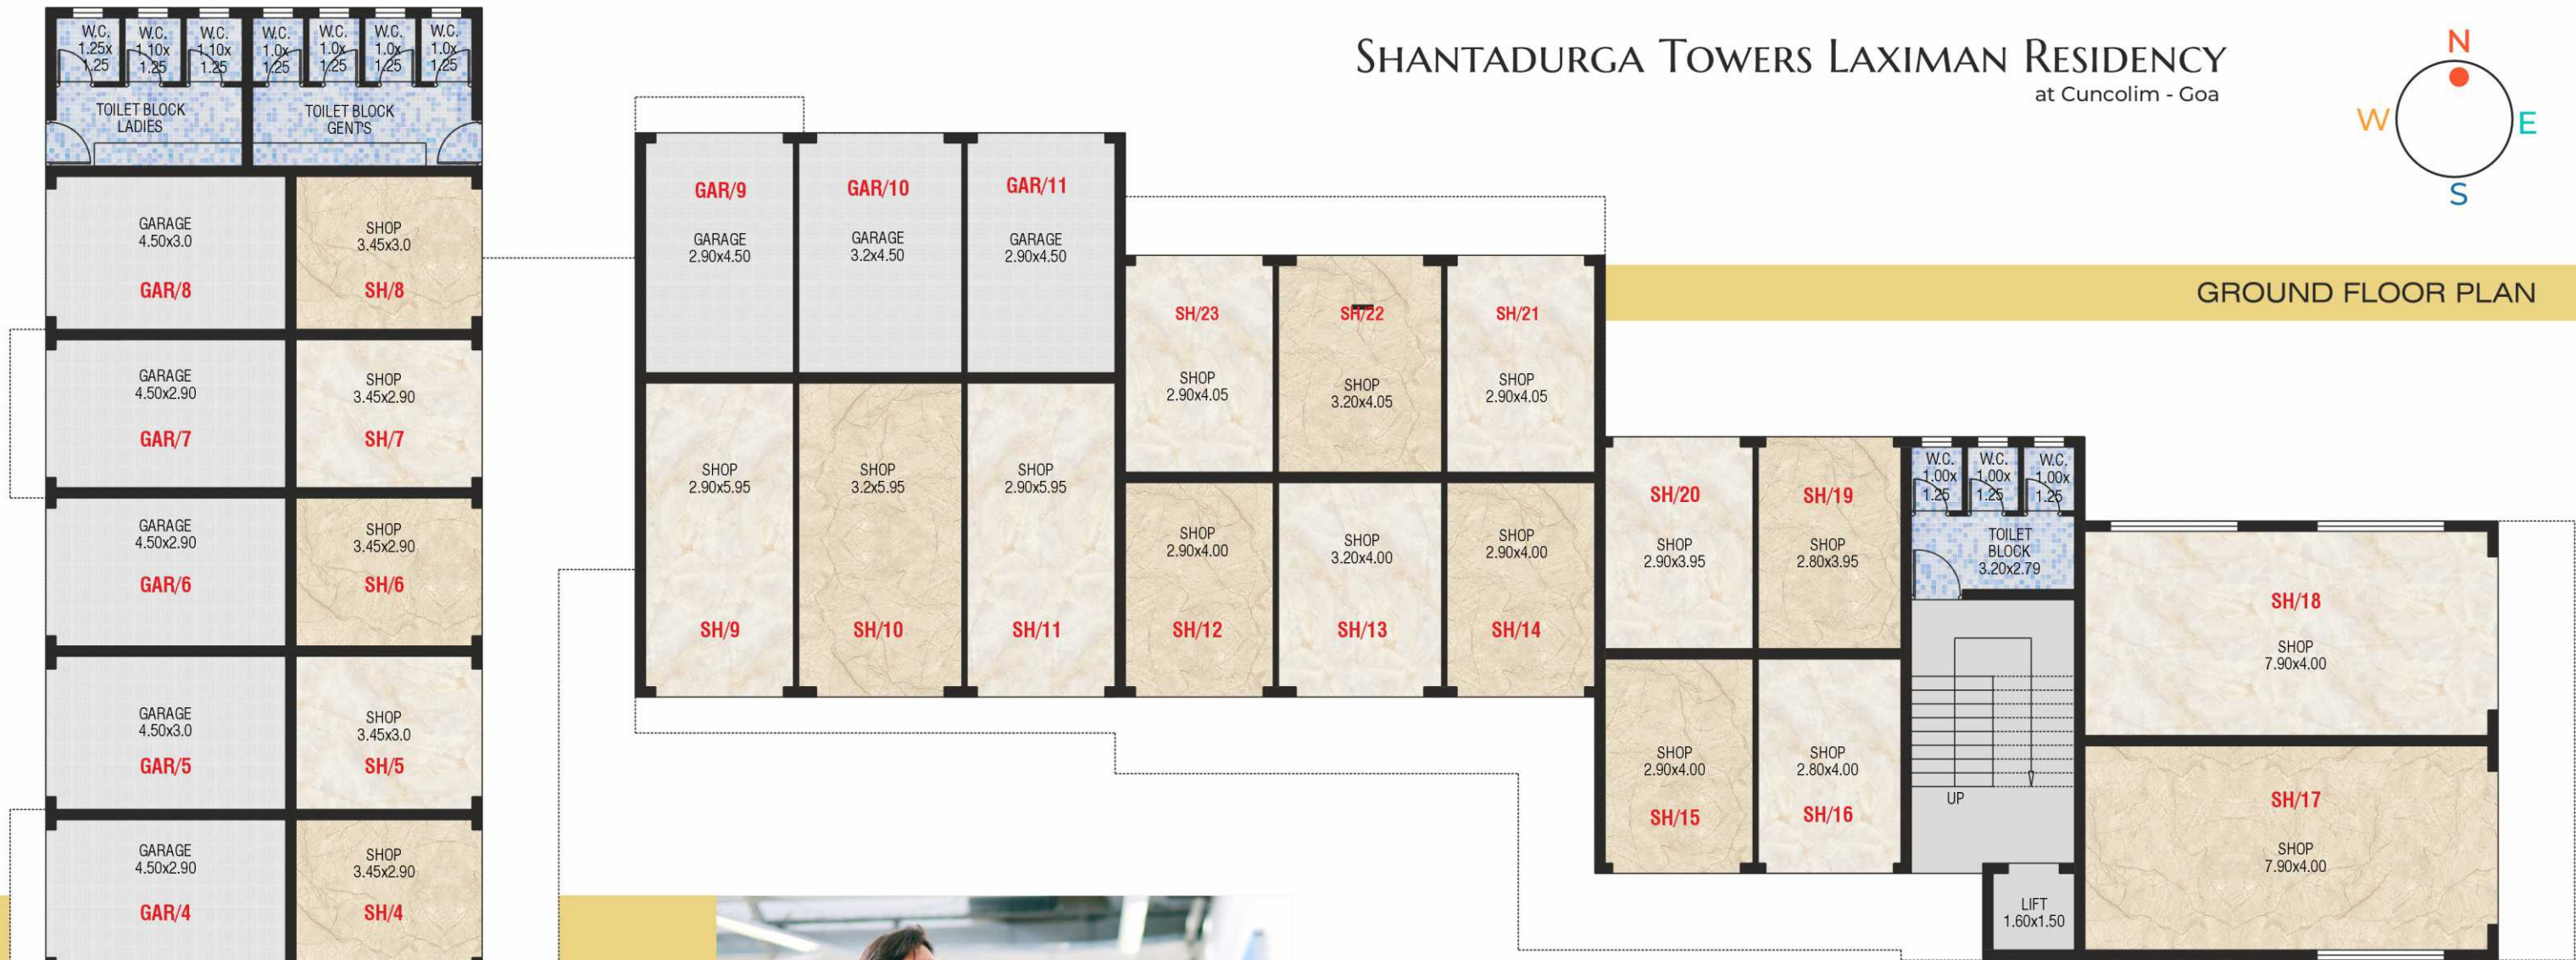 SHANTADURGA TOWERS LAXIMAN RESIDENCY
at Cuncolim - Goa
N
W
E
S
GROUND FLOOR PLAN
W.C.
1.25x
1.25
W.C.
1.10x
1.25
W.C.
1.10x
1.25
W.C.
1.0x
1.25
W.C.
1.0x
1.25
W.C.
1.0x
1.25
W.C.
1.0x
1.25
TOILET BLOCK
LADIES
TOILET BLOCK
GENT'S
GARAGE
4.50x3.0
GAR/8
SHOP
3.45x3.0
SH/8
GARAGE
4.50x2.90
GAR/7
SHOP
3.45x2.90
SH/7
GARAGE
4.50x2.90
GAR/6
SHOP
3.45x2.90
SH/6
GARAGE
4.50x3.0
GAR/5
SHOP
3.45x3.0
SH/5
GARAGE
4.50x2.90
GAR/4
SHOP
3.45x2.90
SH/4
GAR/9
GARAGE
2.90x4.50
GAR/10
GARAGE
3.2x4.50
GAR/11
GARAGE
2.90x4.50
SHOP
2.90x5.95
SH/9
SHOP
3.2x5.95
SH/10
SHOP
2.90x5.95
SH/11
SH/23
SHOP
2.90x4.05
SH/22
SHOP
3.20x4.05
SH/21
SHOP
2.90x4.05
SHOP
2.90x4.00
SH/12
SHOP
3.20x4.00
SH/13
SHOP
2.90x4.00
SH/14
SH/20
SHOP
2.90x3.95
SH/19
SHOP
2.80x3.95
SHOP
2.90x4.00
SH/15
SHOP
2.80x4.00
SH/16
W.C.
1.00x
1.25
W.C.
1.00x
1.25
W.C.
1.00x
1.25
TOILET
BLOCK
3.20x2.79
UP
LIFT
1.60x1.50
SH/18
SHOP
7.90x4.00
SH/17
SHOP
7.90x4.00